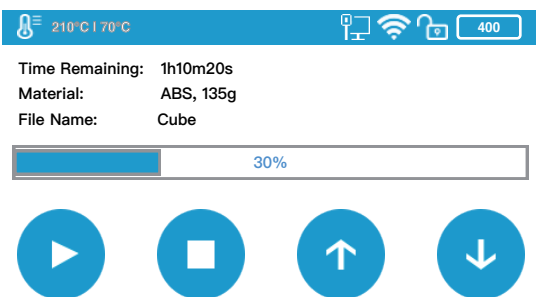 210°C | 70°C
400
Time Remaining: 1h10m20s
Material: ABS, 135g
File Name: Cube
30%